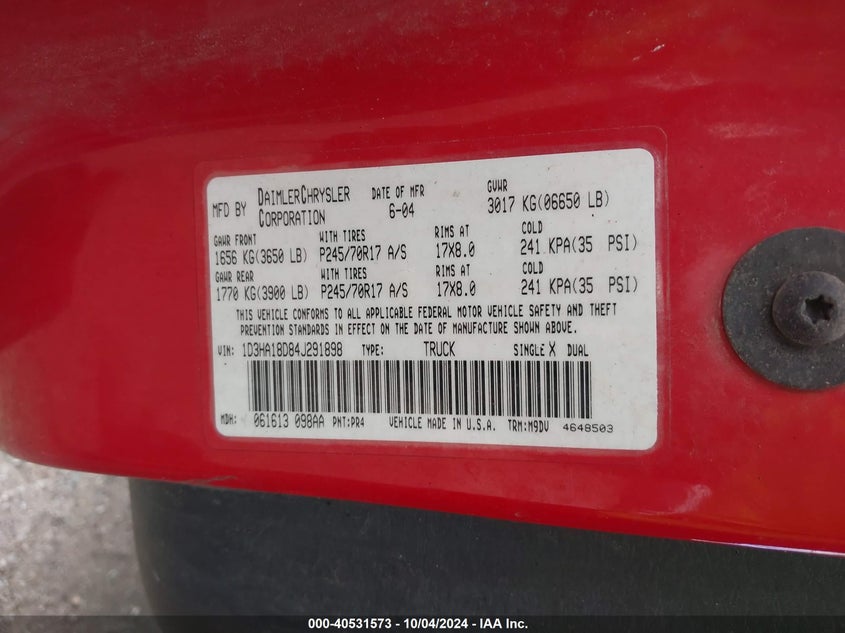 MFD BY DAIMLERCHRYSLER CORPORATION DATE OF MFR 6-04 GVWR 3017 KG(06650 LB)
GAWR FRONT WITH TIRES RIMS AT COLD
1656 KG(3650 LB) P245/70R17 A/S 17X8.0 241 KPA(35 PSI)
GAWR REAR WITH TIRES RIMS AT COLD
1770 KG(3900 LB) P245/70R17 A/S 17X8.0 241 KPA(35 PSI)
THIS VEHICLE CONFORMS TO ALL APPLICABLE FEDERAL MOTOR VEHICLE SAFETY AND THEFT
PREVENTION STANDARDS IN EFFECT ON THE DATE OF MANUFACTURE SHOWN ABOVE.
VIN: 1D3HA18D84J291898 TYPE: TRUCK SINGLE X DUAL
MDH: 061613 098AA PNT:PR4 VEHICLE MADE IN U.S.A. TRM:M9DV 4648503
000-40531573 - 10/04/2024 - IAA Inc.